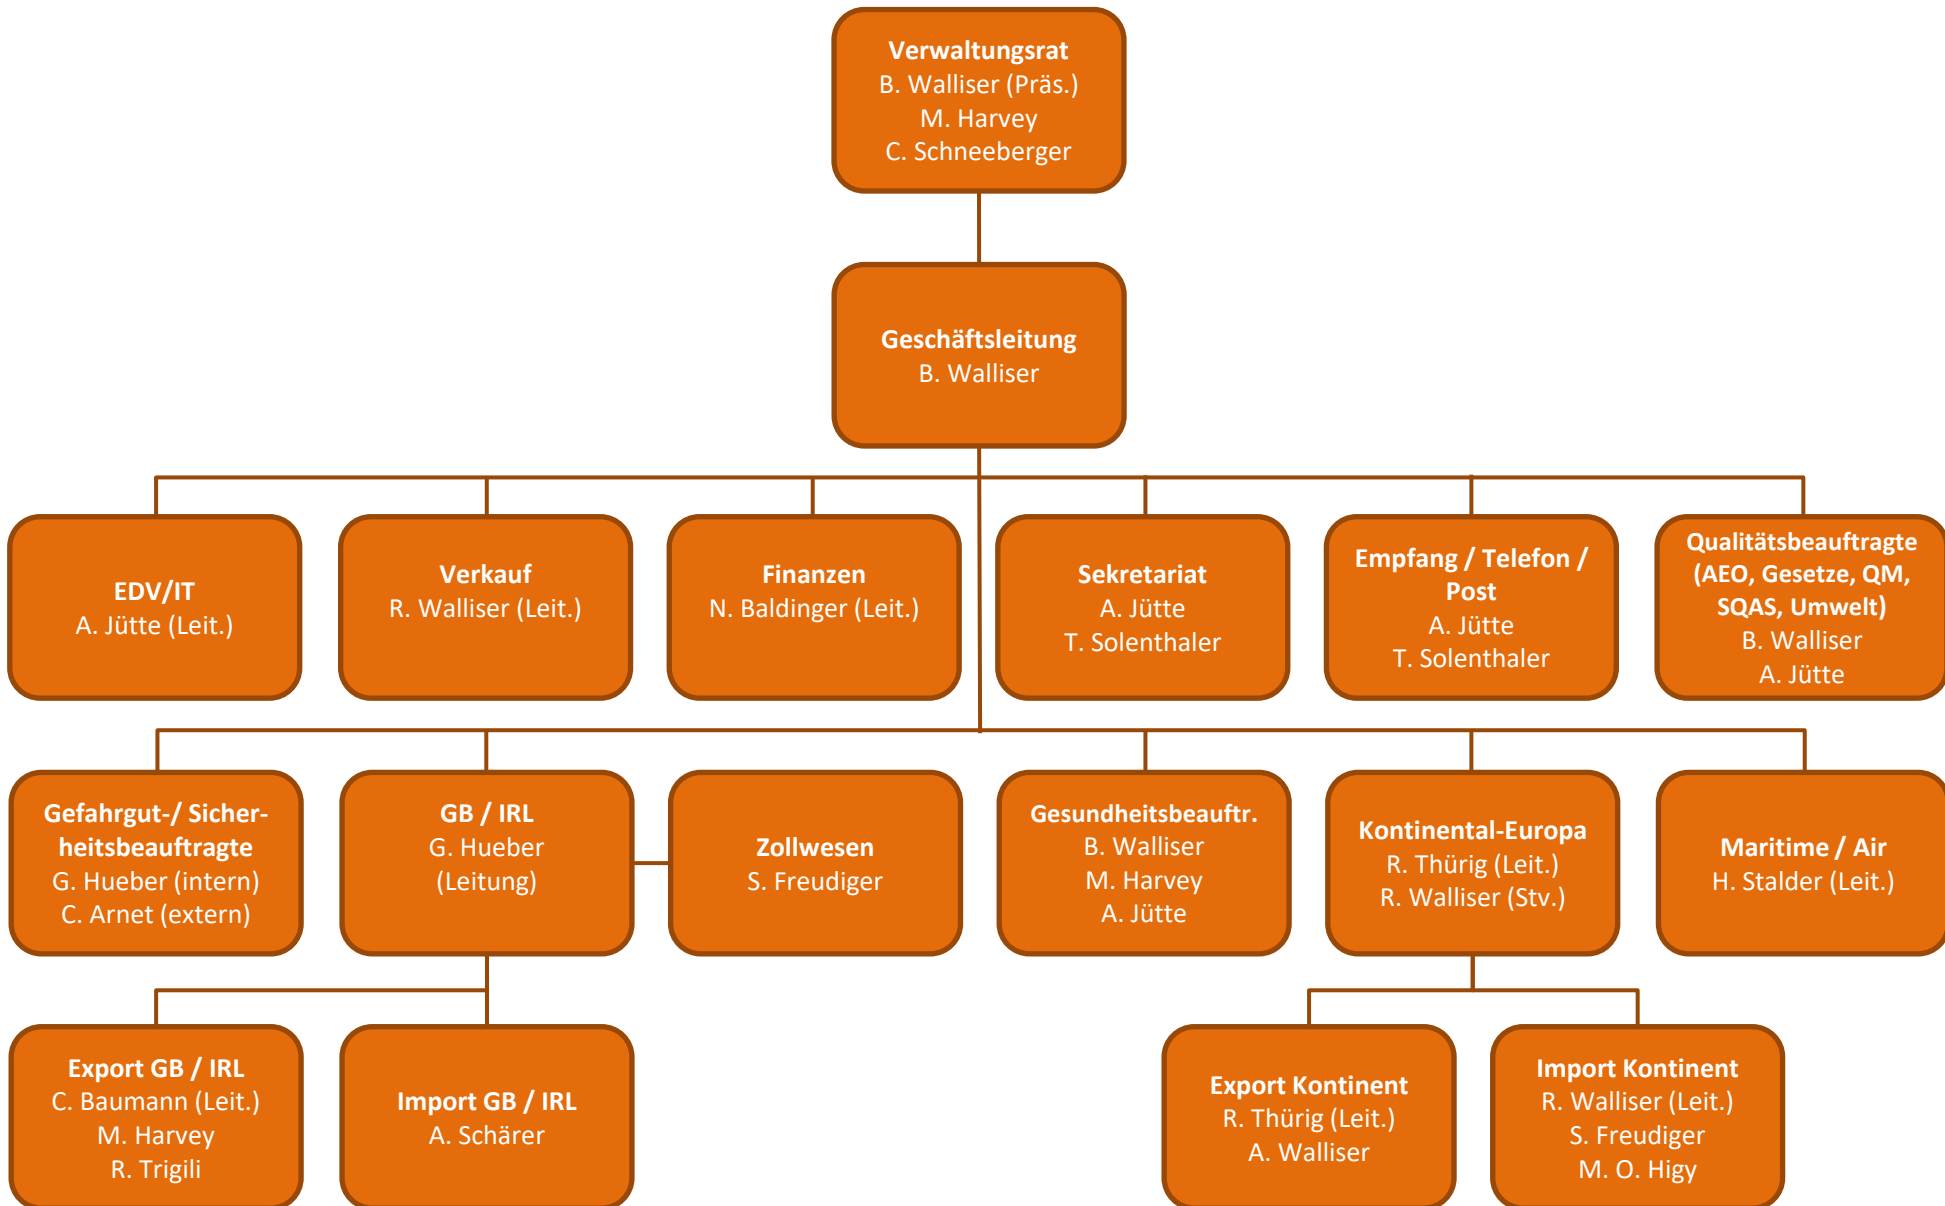 Verwaltungsrat
B. Walliser (Präs.)
M. Harvey
C. Schneeberger
Geschäftsleitung
B. Walliser
EDV/IT
A. Jütte (Leit.)
Verkauf
R. Walliser (Leit.)
Finanzen
N. Baldinger (Leit.)
Sekretariat
A. Jütte
T. Solenthaler
Empfang / Telefon /
Post
A. Jütte
T. Solenthaler
Qualitätsbeauftragte
(AEO, Gesetze, QM,
SQAS, Umwelt)
B. Walliser
A. Jütte
Gefahrgut-/ Sicher-
heitsbeauftragte
G. Hueber (intern)
C. Arnet (extern)
GB / IRL
G. Hueber
(Leitung)
Zollwesen
S. Freudiger
Gesundheitsbeauftr.
B. Walliser
M. Harvey
A. Jütte
Kontinental-Europa
R. Thürig (Leit.)
R. Walliser (Stv.)
Maritime / Air
H. Stalder (Leit.)
Export GB / IRL
C. Baumann (Leit.)
M. Harvey
R. Trigili
Import GB / IRL
A. Schärer
Export Kontinent
R. Thürig (Leit.)
A. Walliser
Import Kontinent
R. Walliser (Leit.)
S. Freudiger
M. O. Higy